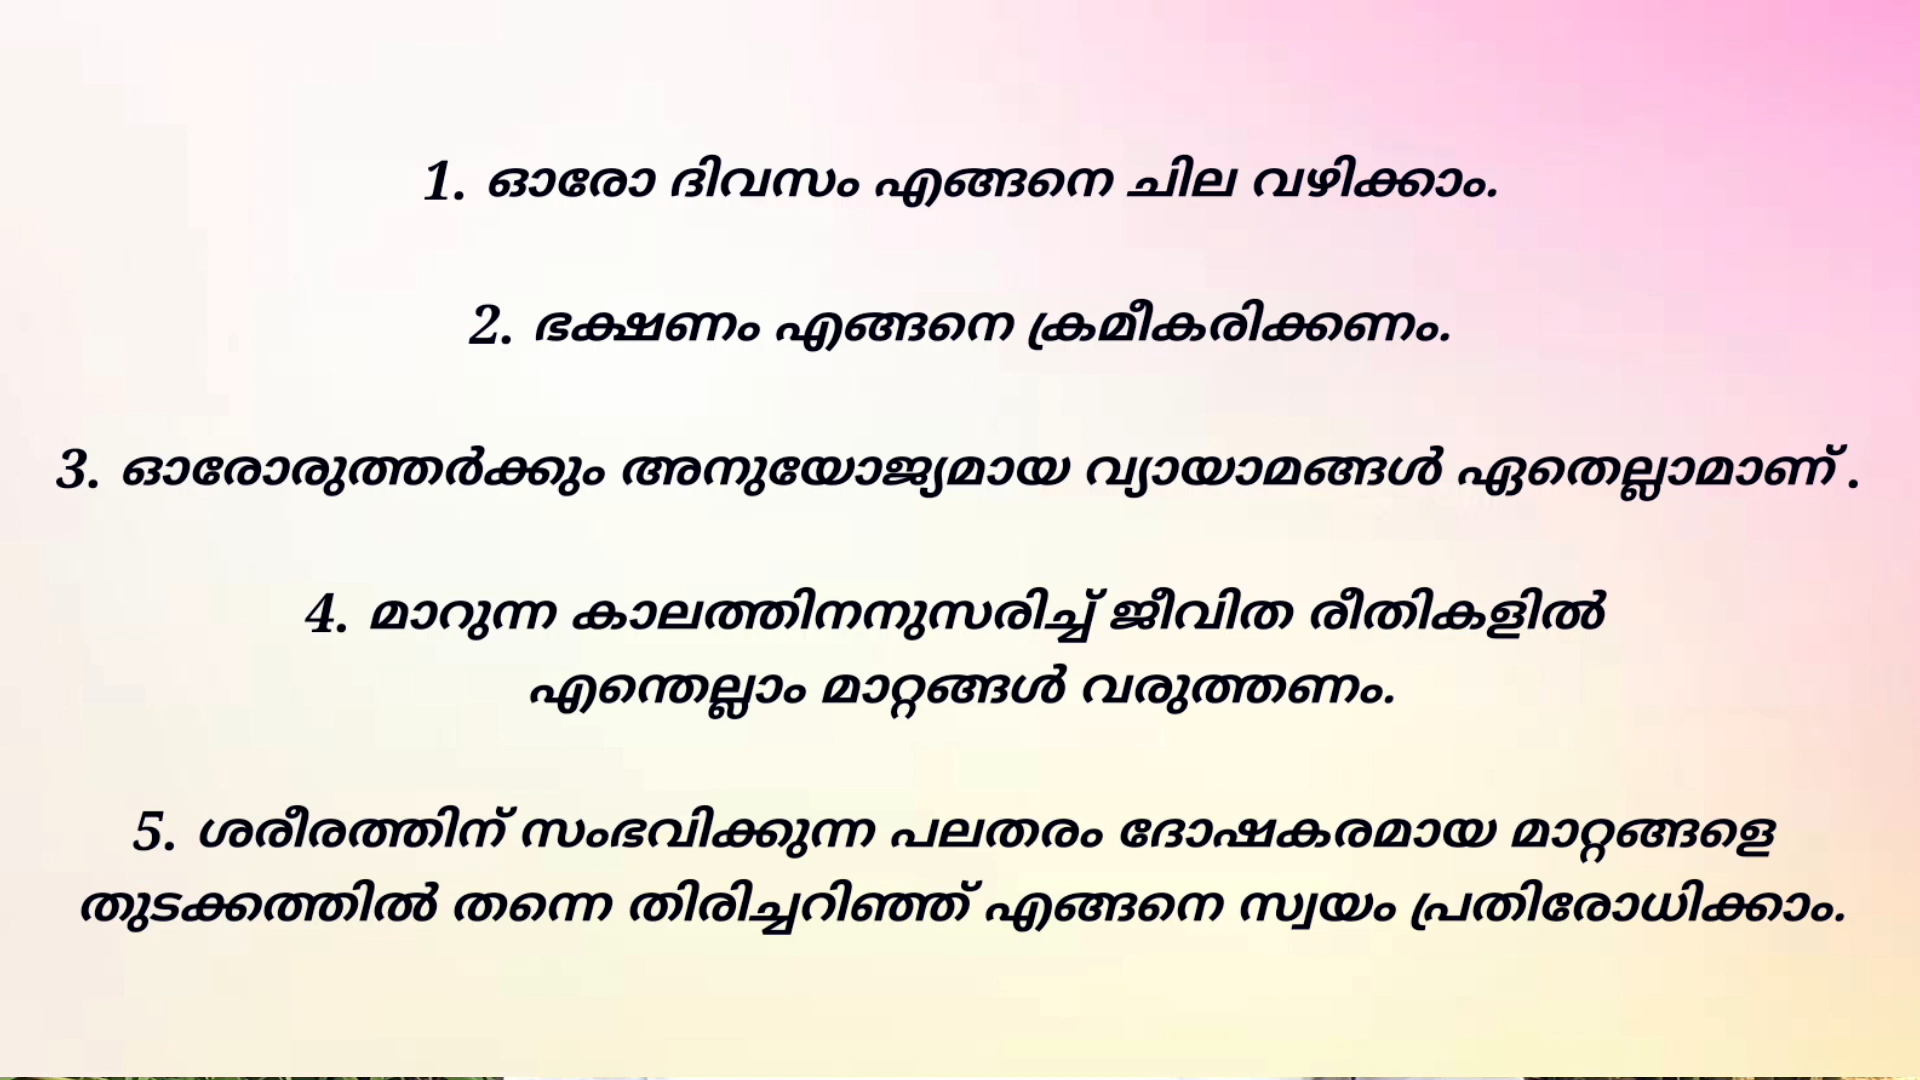 1. ഓരോ ദിവസം എങ്ങനെ ചില വഴിക്കാം.
2. ഭക്ഷണം എങ്ങനെ ക്രമീകരിക്കണം.
3. ഓരോരുത്തർക്കും അനുയോജ്യമായ വ്യായാമങ്ങൾ ഏതെല്ലാമാണ് .
4. മാറുന്ന കാലത്തിനനുസരിച്ച് ജീവിത രീതികളിൽ
എന്തെല്ലാം മാറ്റങ്ങൾ വരുത്തണം.
5. ശരീരത്തിന് സംഭവിക്കുന്ന പലതരം ദോഷകരമായ മാറ്റങ്ങളെ
തുടക്കത്തിൽ തന്നെ തിരിച്ചറിഞ്ഞ് എങ്ങനെ സ്വയം പ്രതിരോധിക്കാം.